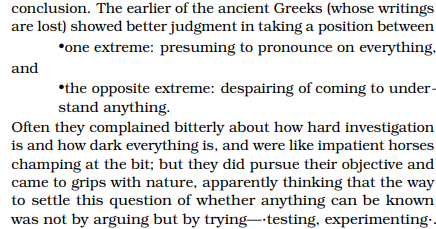 conclusion. The earlier of the ancient Greeks (whose writings
are lost) showed better judgment in taking a position between
•one extreme: presuming to pronounce on everything,
and
•the opposite extreme: despairing of coming to under-
stand anything.
Often they complained bitterly about how hard investigation
is and how dark everything is, and were like impatient horses
champing at the bit; but they did pursue their objective and
came to grips with nature, apparently thinking that the way
to settle this question of whether anything can be known
was not by arguing but by trying—·testing, experimenting·.